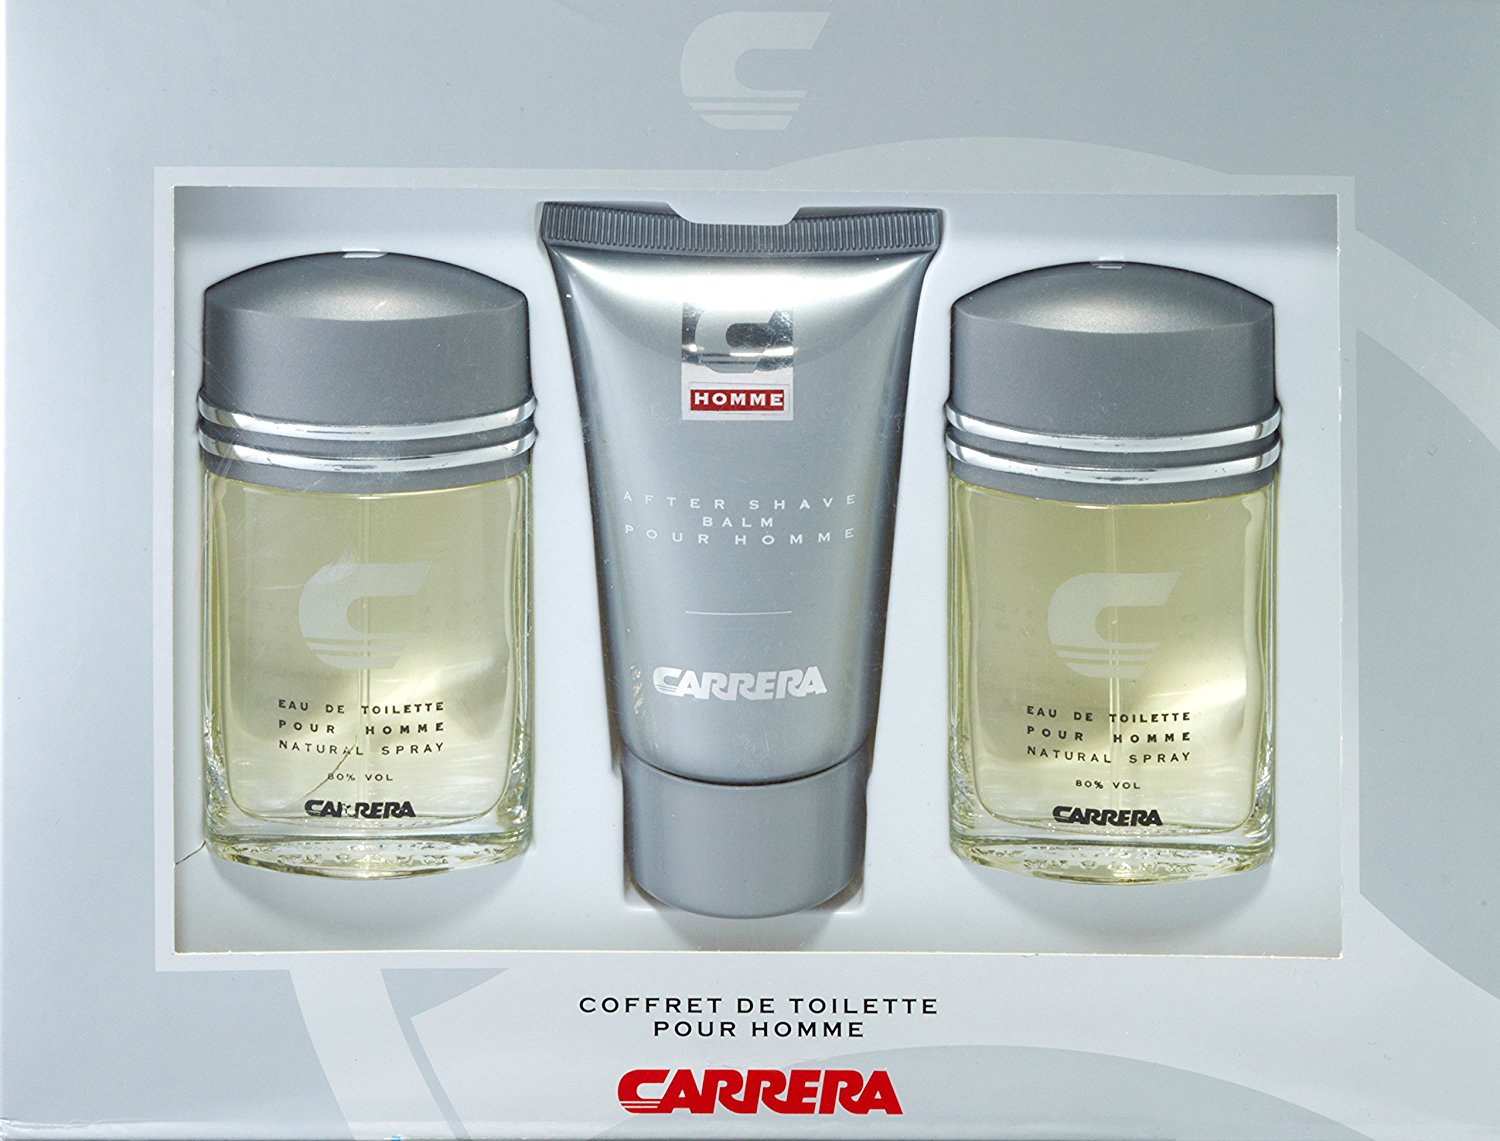 EAU DE TOILETTE
POUR HOMME
NATURAL SPRAY
80% VOL
CARRERA
HOMME
AFTER SHAVE
BALM
POUR HOMME
CARRERA
EAU DE TOILETTE
POUR HOMME
NATURAL SPRAY
80% VOL
CARRERA
COFFRET DE TOILETTE
POUR HOMME
CARRERA